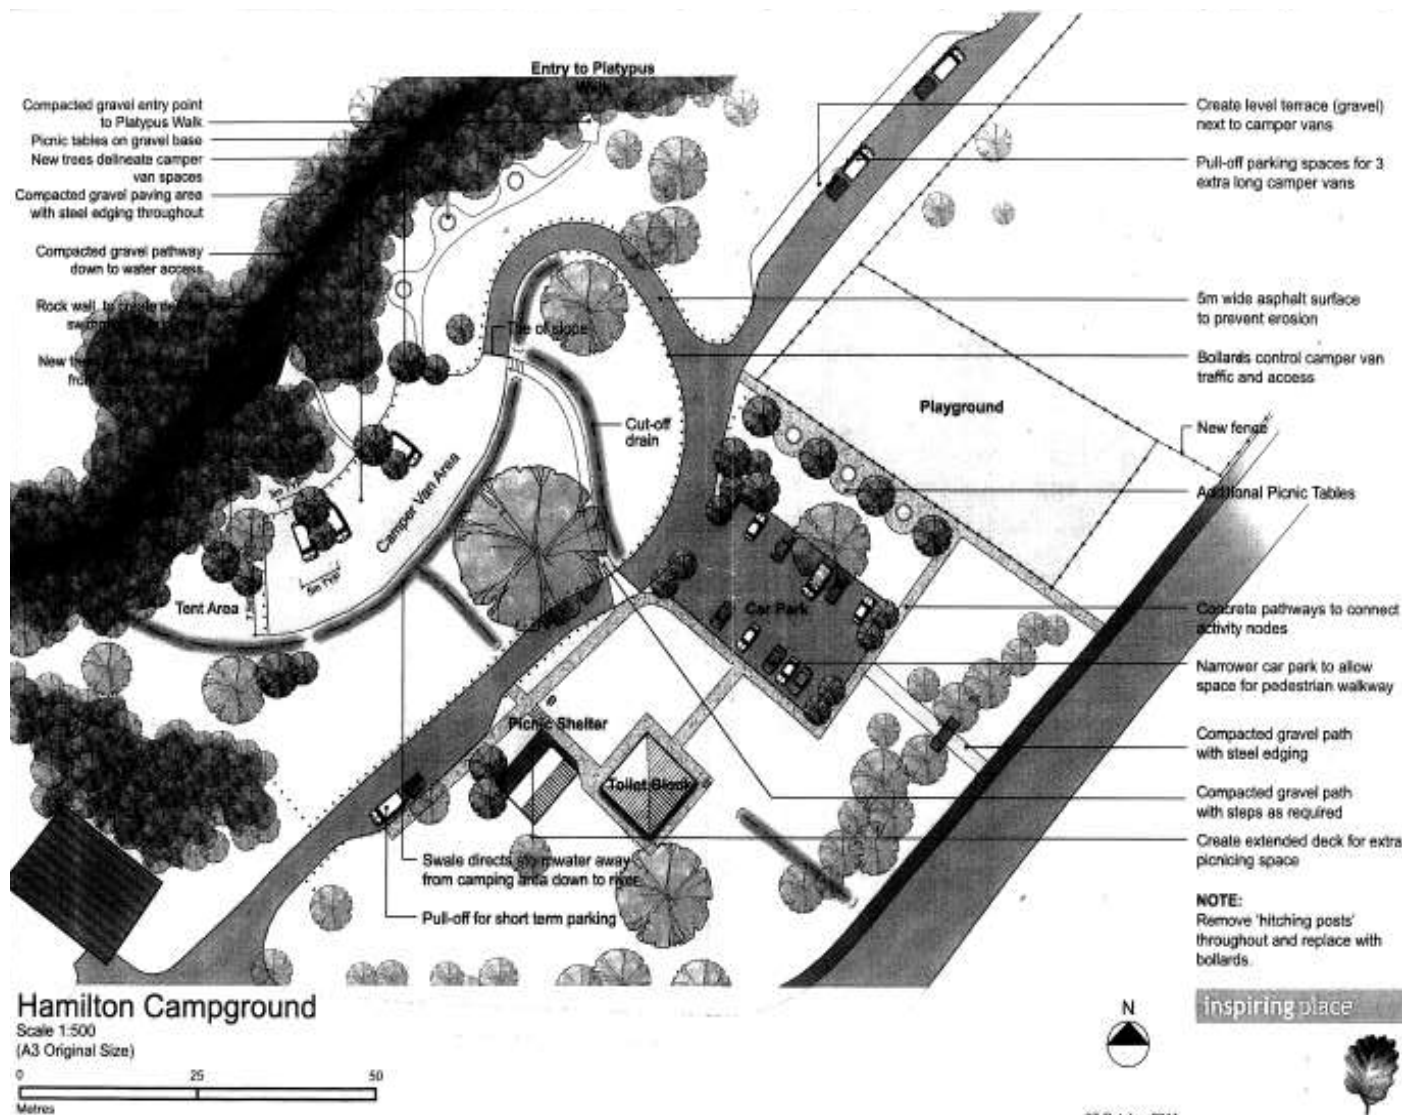 Entry to Platypus
Walk
Compacted gravel entry point
to Platypus Walk
Picnic tables on gravel base
New trees delineate camper
van spaces
Compacted gravel paving area
with steel edging throughout
Compacted gravel pathway
down to water access
Rock wall, to create
New
from
Toe of slope
Cut-off
drain
Camper Van Area
Tent Area
Playground
Car Park
Picnic Shelter
Toilet Block
Swale directs stormwater away
from camping area down to river
Pull-off for short term parking
Create level terrace (gravel)
next to camper vans
Pull-off parking spaces for 3
extra long camper vans
5m wide asphalt surface
to prevent erosion
Bollards control camper van
traffic and access
New fence
Additional Picnic Tables
Concrete pathways to connect
activity nodes
Narrower car park to allow
space for pedestrian walkway
Compacted gravel path
with steel edging
Compacted gravel path
with steps as required
Create extended deck for extra
picnicing space
NOTE:
Remove 'hitching posts'
throughout and replace with
bollards.
inspiring place
N
Hamilton Campground
Scale 1:500
(A3 Original Size)
0 25 50
Metres